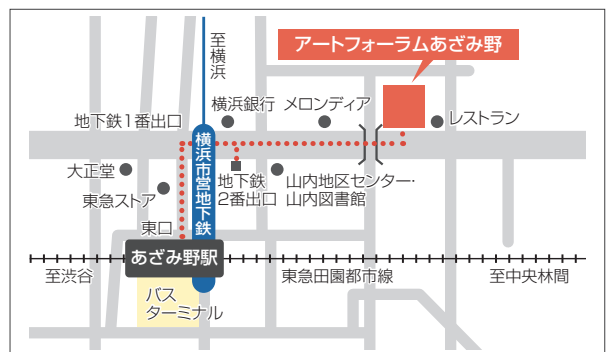 至横浜
アートフォーラムあざみ野
横浜銀行
メロンディア
レストラン
地下鉄1番出口
横浜市営地下鉄
大正堂
東急ストア
地下鉄
2番出口
山内地区センター・
山内図書館
東口
あざみ野駅
至渋谷
東急田園都市線
至中央林間
バス
ターミナル